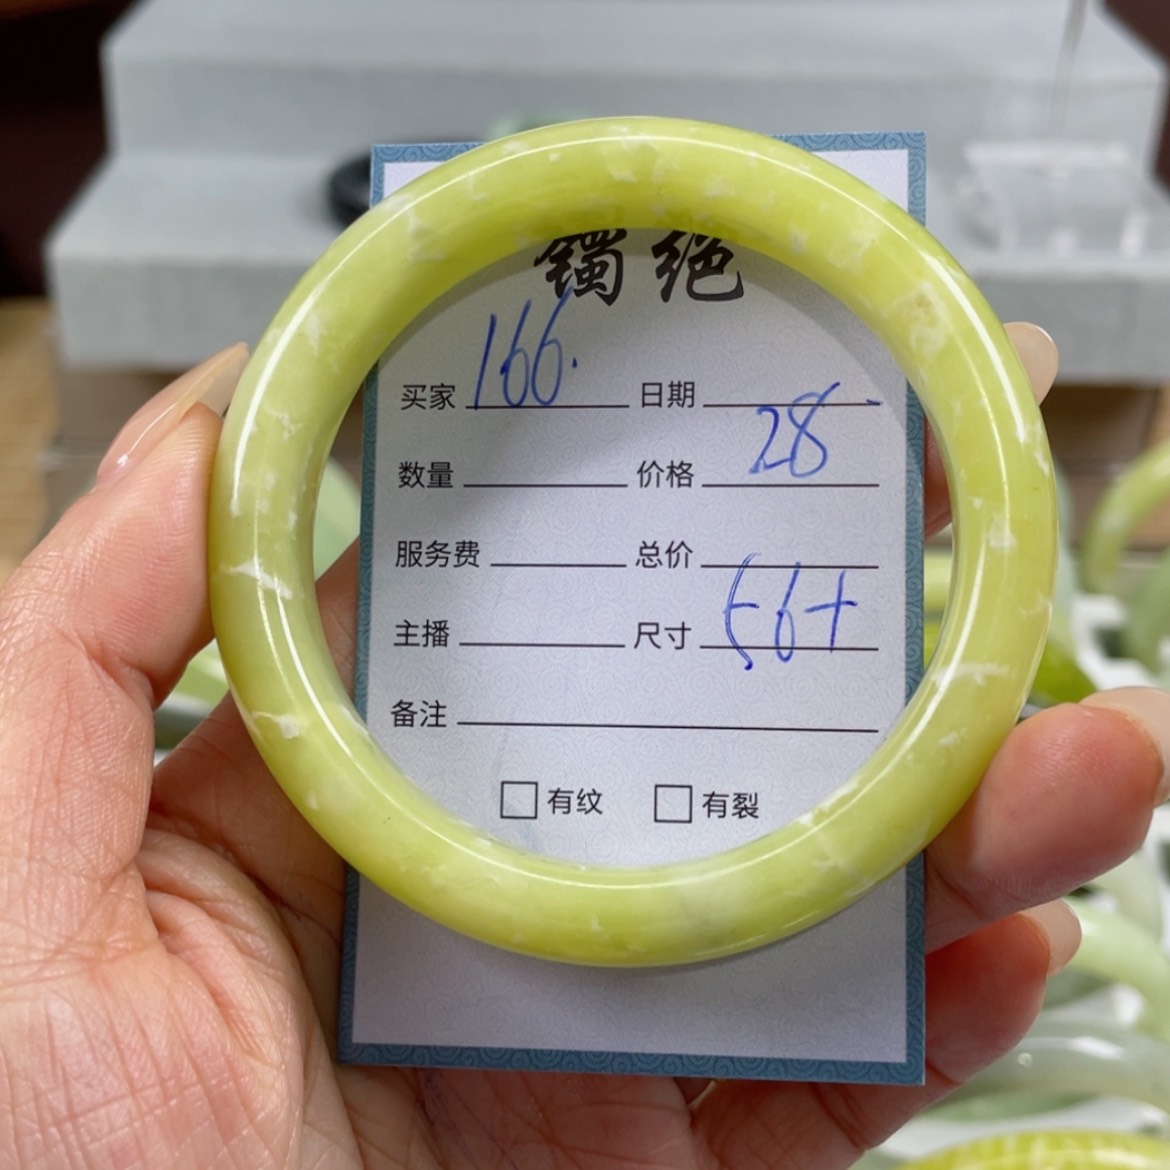 镯绝
买家 166. 日期
数量 价格 28
服务费 总价
主播 尺寸 56+
备注
有纹 有裂